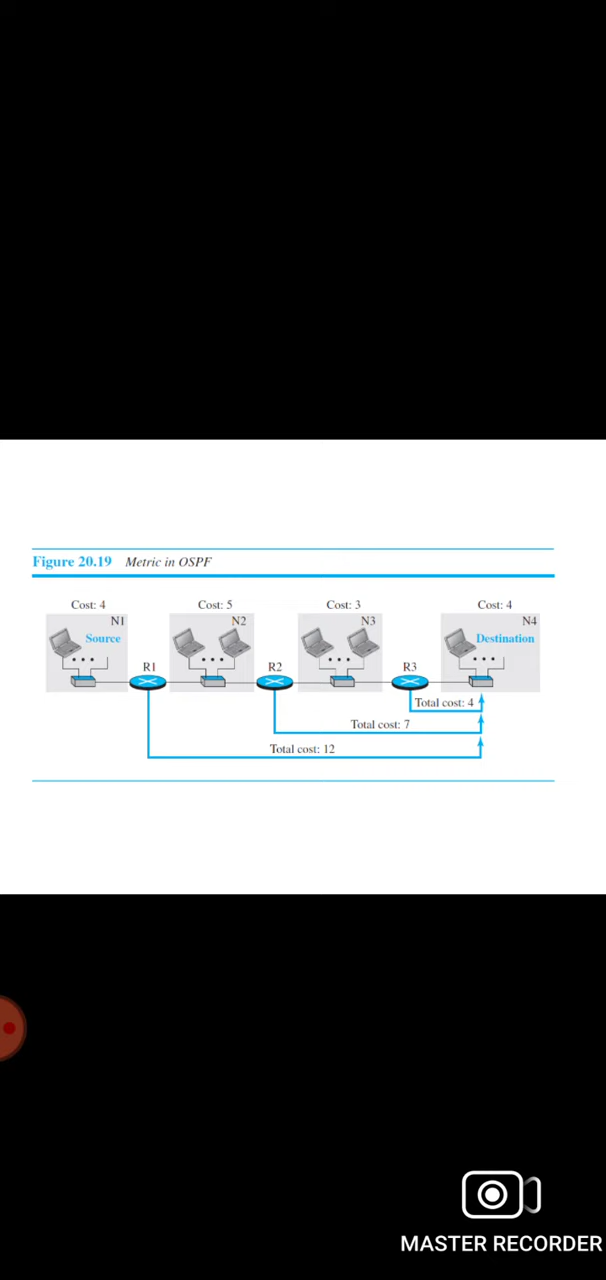 Figure 20.19 Metric in OSPF
Cost: 4 Cost: 5 Cost: 3 Cost: 4
N1 N2 N3 N4
Source Destination
R1 R2 R3
Total cost: 4
Total cost: 7
Total cost: 12
MASTER RECORDER